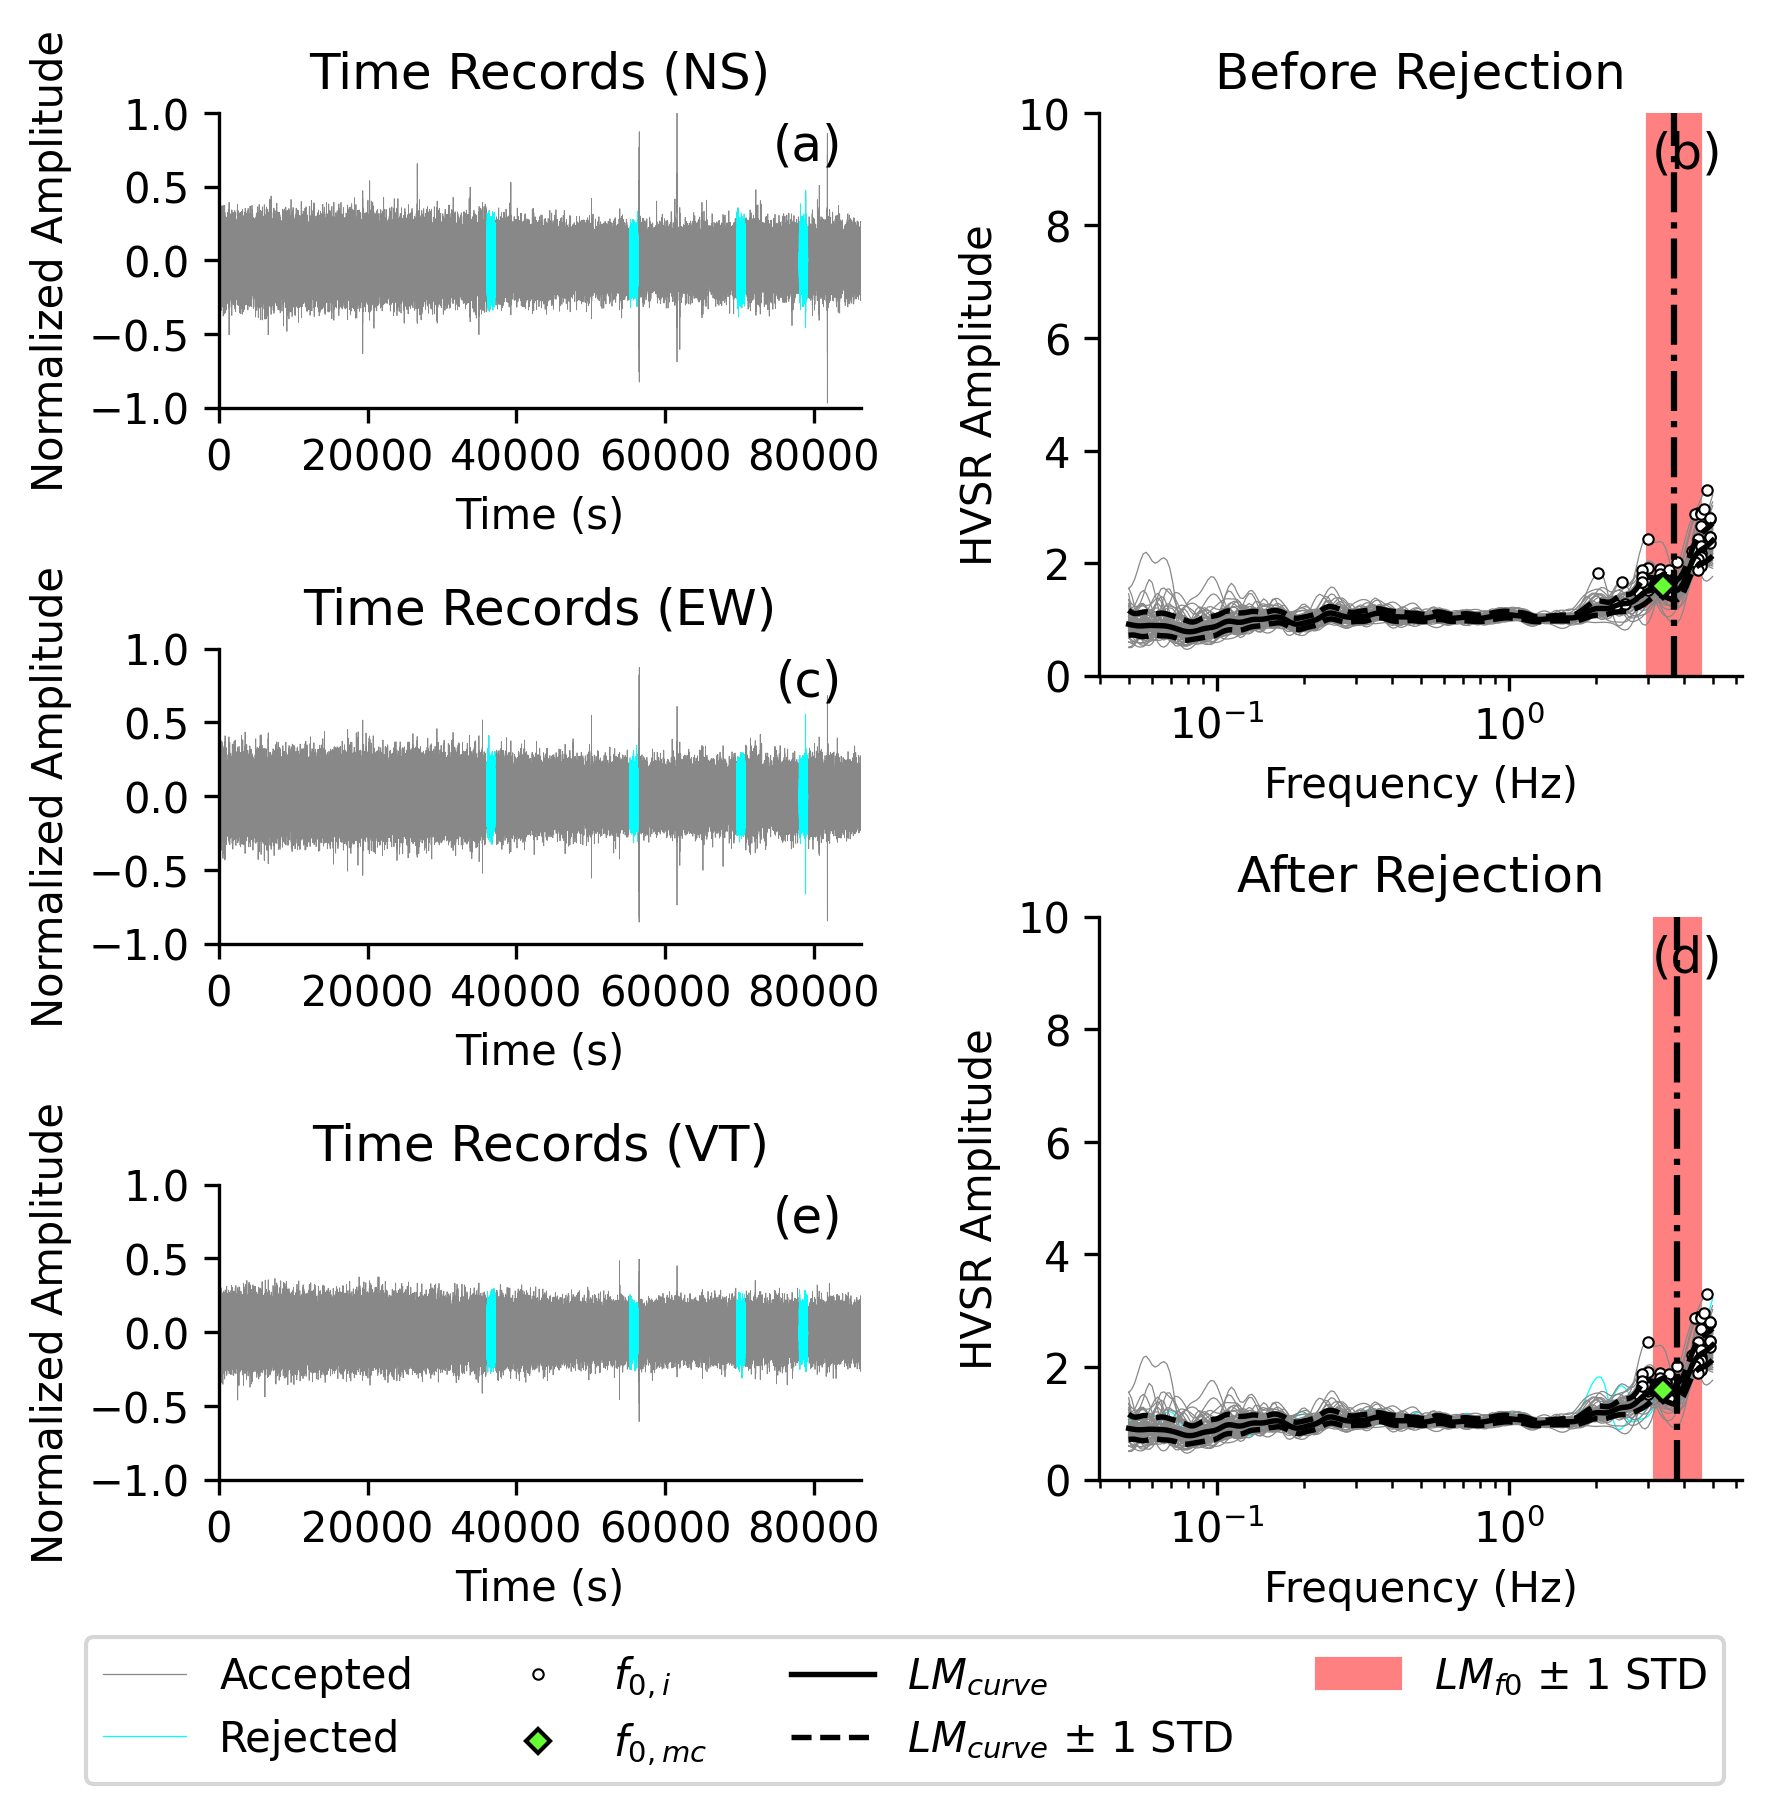 Time Records (NS)
Normalized Amplitude
1.0
0.5
0.0
−0.5
−1.0
(a)
0 20000 40000 60000 80000
Time (s)
Before Rejection
HVSR Amplitude
10
8
6
4
2
0
(b)
10⁻¹ 10⁰
Frequency (Hz)
Time Records (EW)
Normalized Amplitude
1.0
0.5
0.0
−0.5
−1.0
(c)
0 20000 40000 60000 80000
Time (s)
After Rejection
HVSR Amplitude
10
8
6
4
2
0
(d)
10⁻¹ 10⁰
Frequency (Hz)
Time Records (VT)
Normalized Amplitude
1.0
0.5
0.0
−0.5
−1.0
(e)
0 20000 40000 60000 80000
Time (s)
Accepted
Rejected
f0,i
f0,mc
LMcurve
LMcurve ± 1 STD
LMf0 ± 1 STD